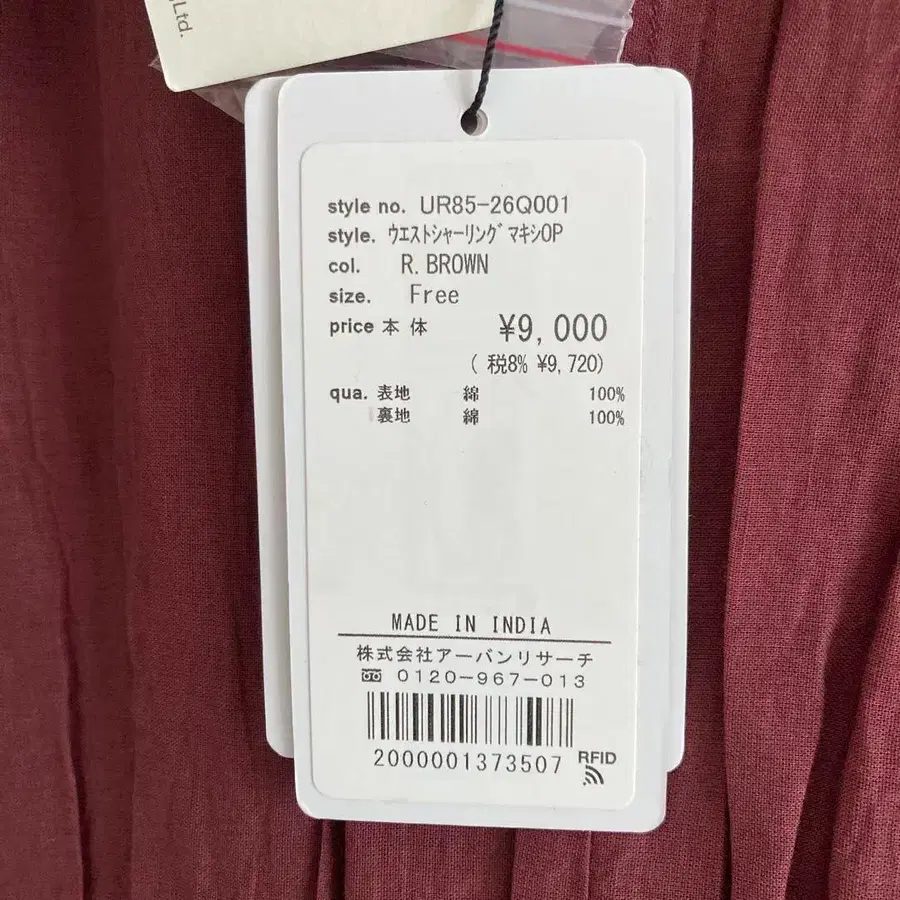 Ltd.
style no. UR85-26Q001
style. ｳｴｽﾄｼｬｰﾘﾝｸﾞﾏｷｼOP
col. R.BROWN
size. Free
price 本体 ¥9,000
( 税8% ¥9,720)
qua. 表地 綿 100%
裏地 綿 100%
MADE IN INDIA
株式会社アーバンリサーチ
0120-967-013
2000001373507
RFID